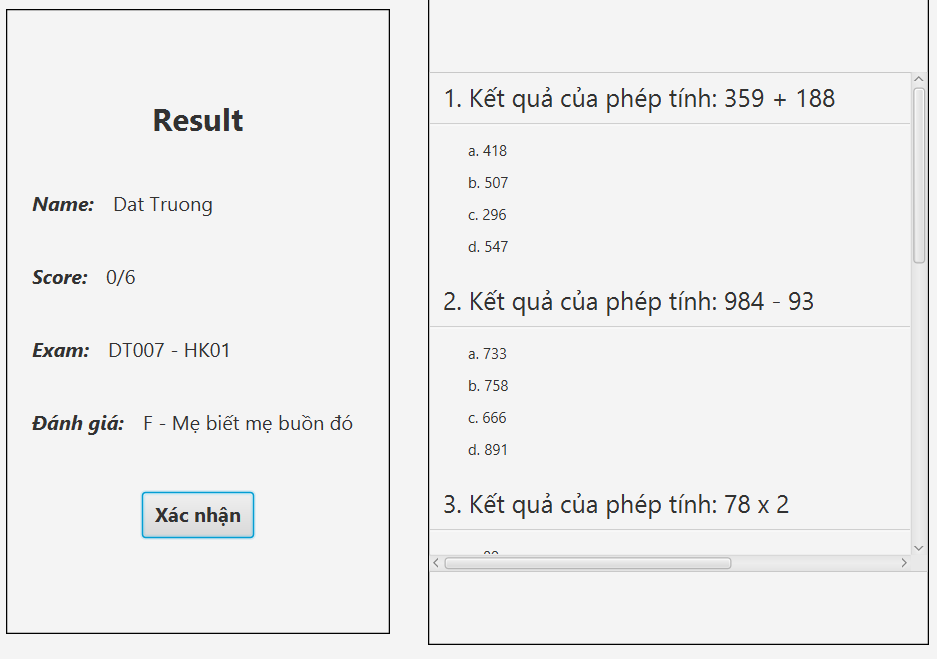 Result
Name: Dat Truong
Score: 0/6
Exam: DT007 - HK01
Đánh giá: F - Mẹ biết mẹ buồn đó
Xác nhận
1. Kết quả của phép tính: 359 + 188
a. 418
b. 507
c. 296
d. 547
2. Kết quả của phép tính: 984 - 93
a. 733
b. 758
c. 666
d. 891
3. Kết quả của phép tính: 78 x 2